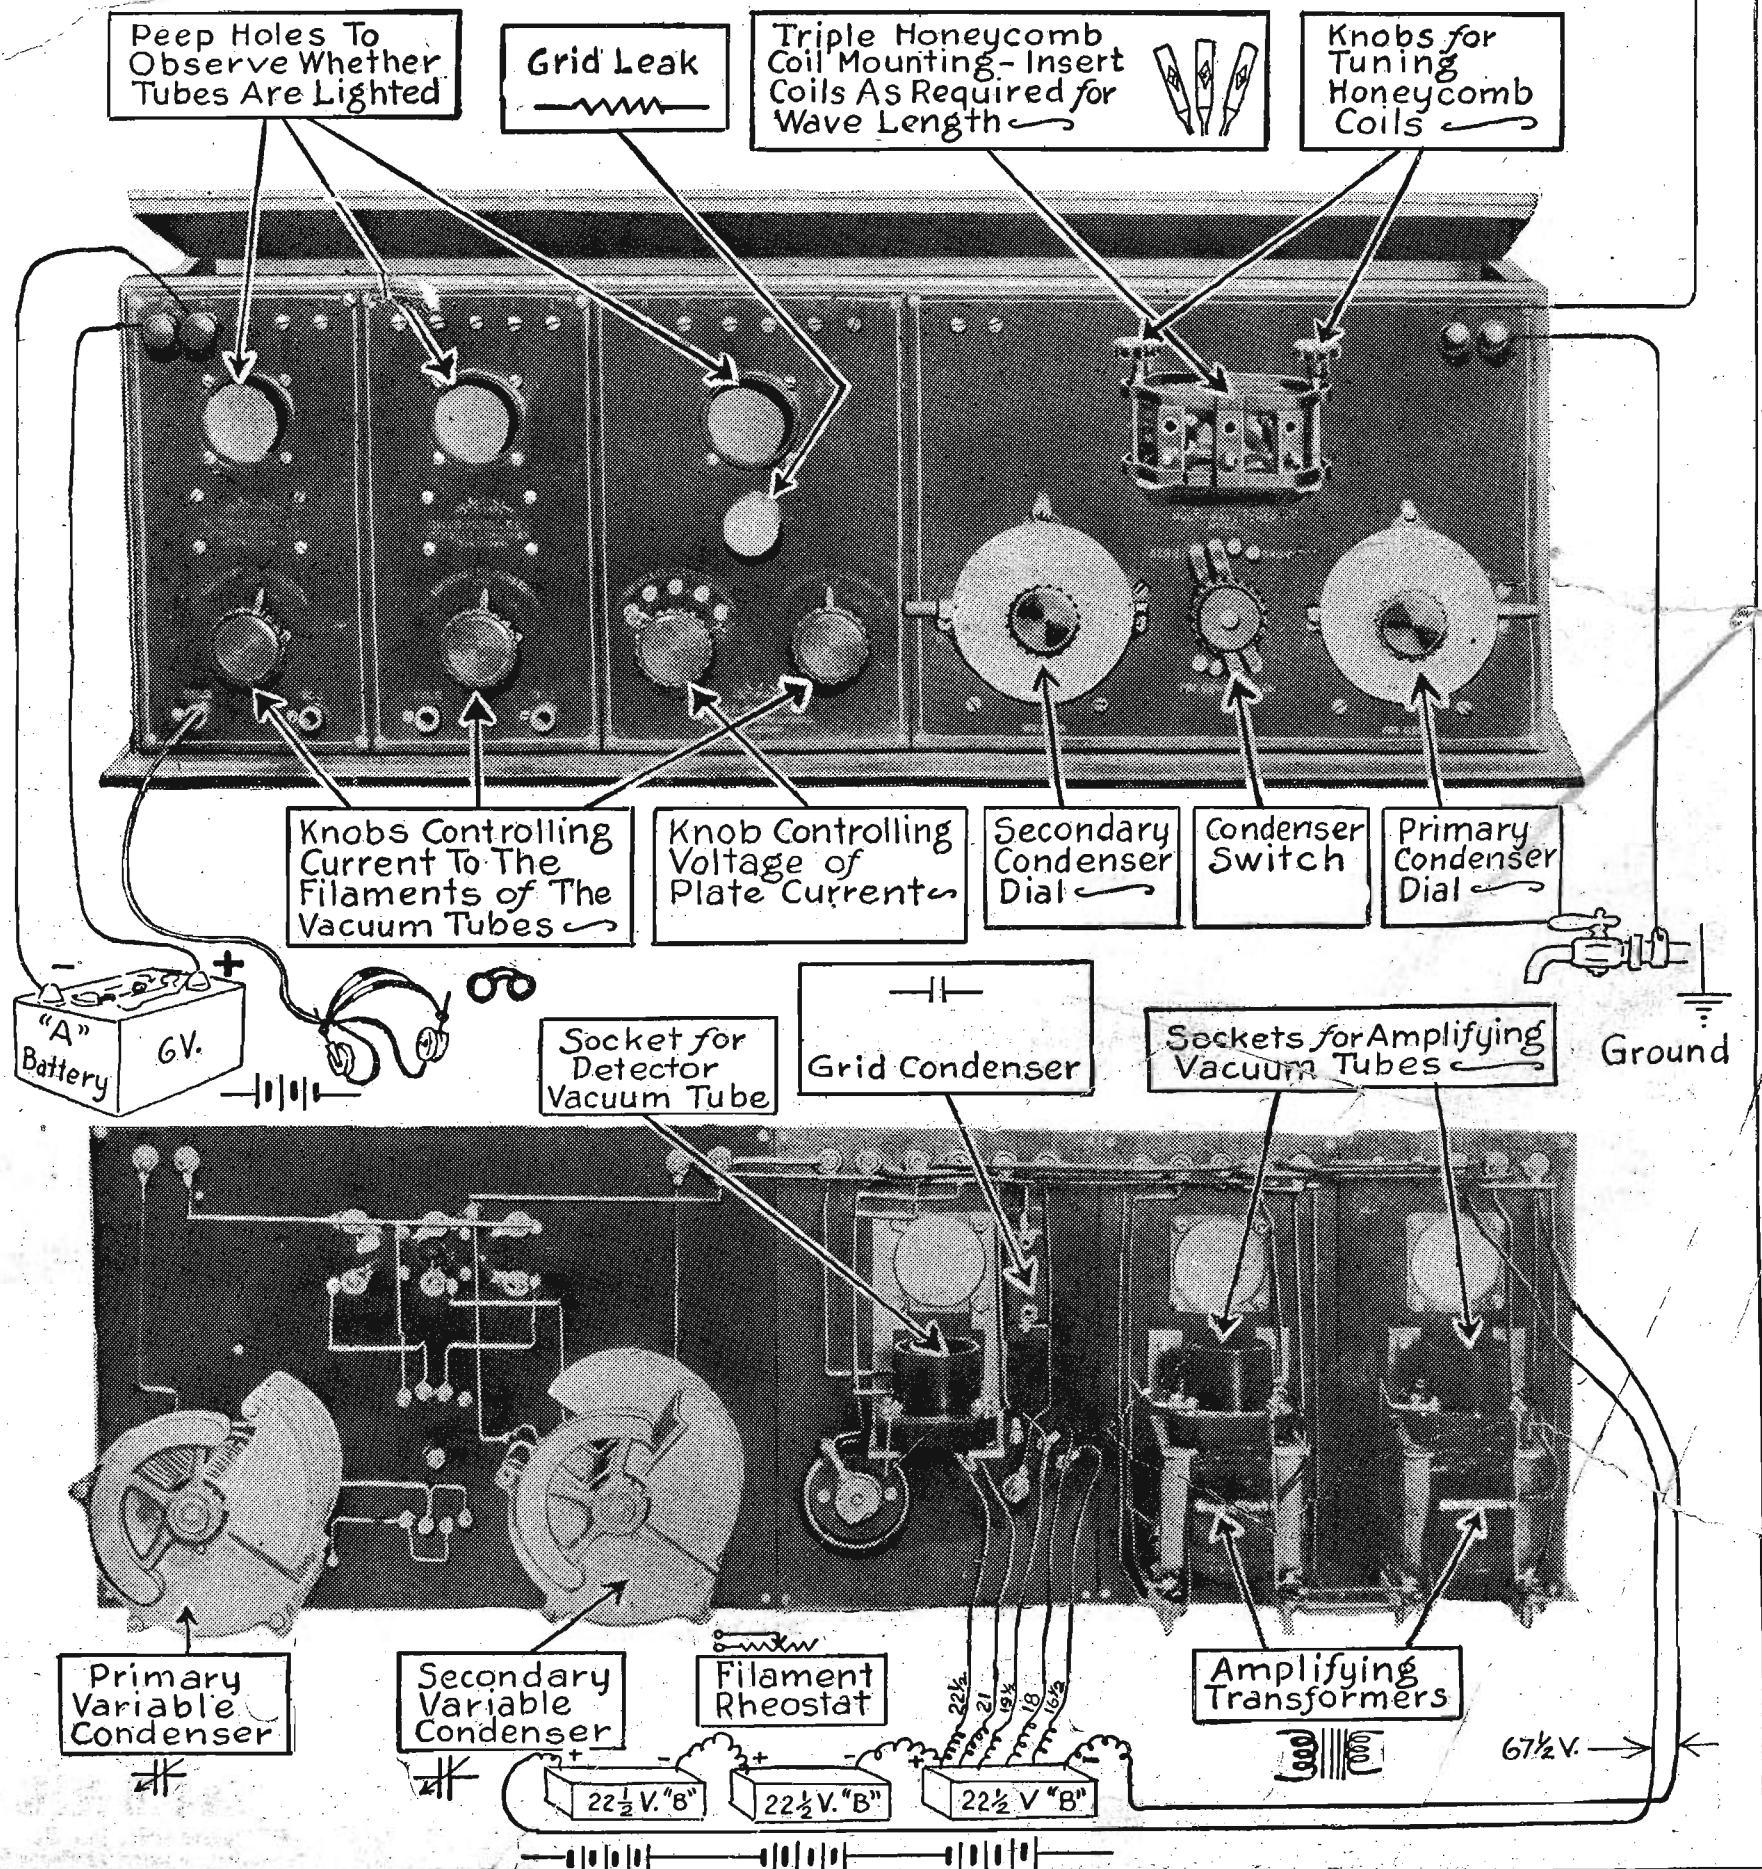 Peep Holes To
Observe Whether
Tubes Are Lighted
Grid Leak
Triple Honeycomb
Coil Mounting - Insert
Coils As Required for
Wave Length
Knobs for
Tuning
Honeycomb
Coils
Knobs Controlling
Current To The
Filaments of The
Vacuum Tubes
Knob Controlling
Voltage of
Plate Current
Secondary
Condenser
Dial
Condenser
Switch
Primary
Condenser
Dial
- +
"A"
Battery
6V.
Socket for
Detector
Vacuum Tube
Grid Condenser
Sockets for Amplifying
Vacuum Tubes
Ground
Primary
Variable
Condenser
Secondary
Variable
Condenser
Filament
Rheostat
22½ 21 19½ 18 16½
Amplifying
Transformers
67½ V.
+ - + - + -
22½ V. "B"
22½ V. "B"
22½ V "B"